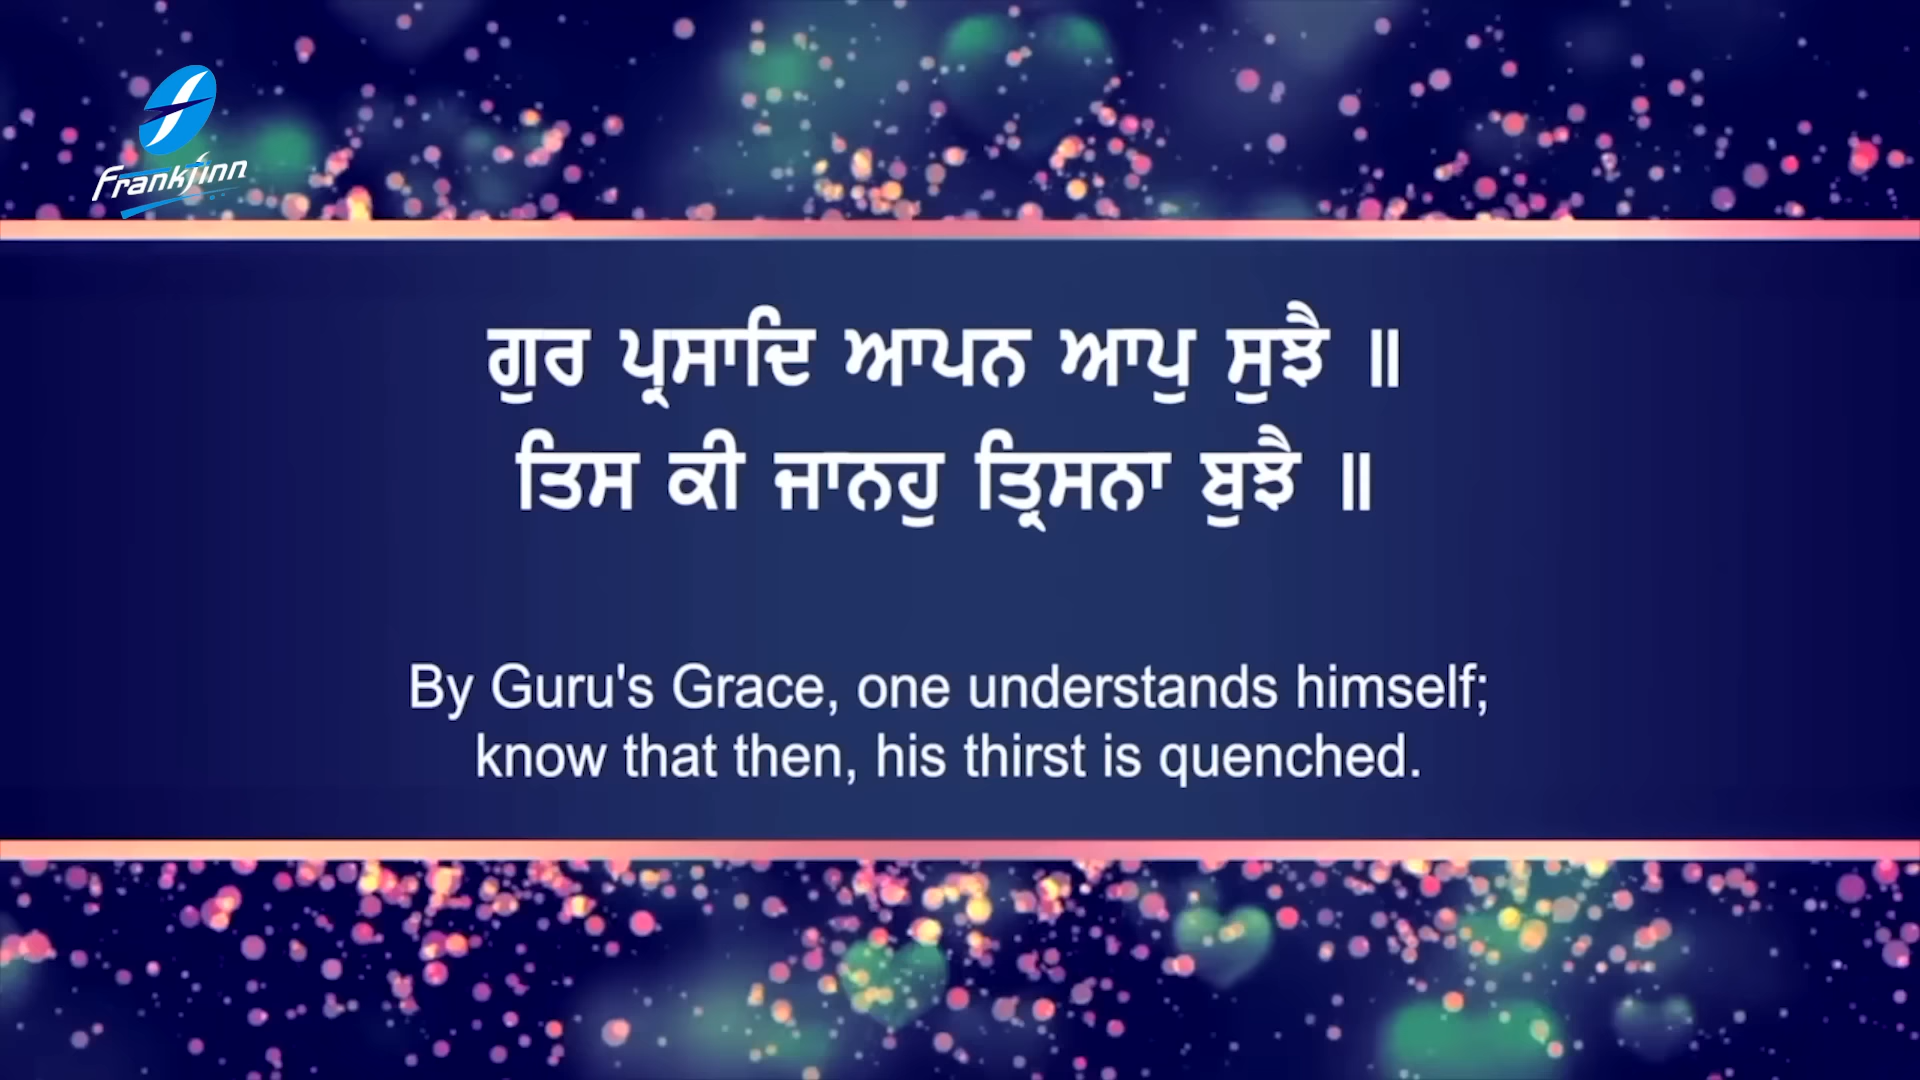 Frankfinn
ਗੁਰ ਪ੍ਰਸਾਦਿ ਆਪਨ ਆਪੁ ਸੁਝੈ ॥
ਤਿਸ ਕੀ ਜਾਨਹੁ ਤ੍ਰਿਸਨਾ ਬੁਝੈ ॥
By Guru's Grace, one understands himself;
know that then, his thirst is quenched.